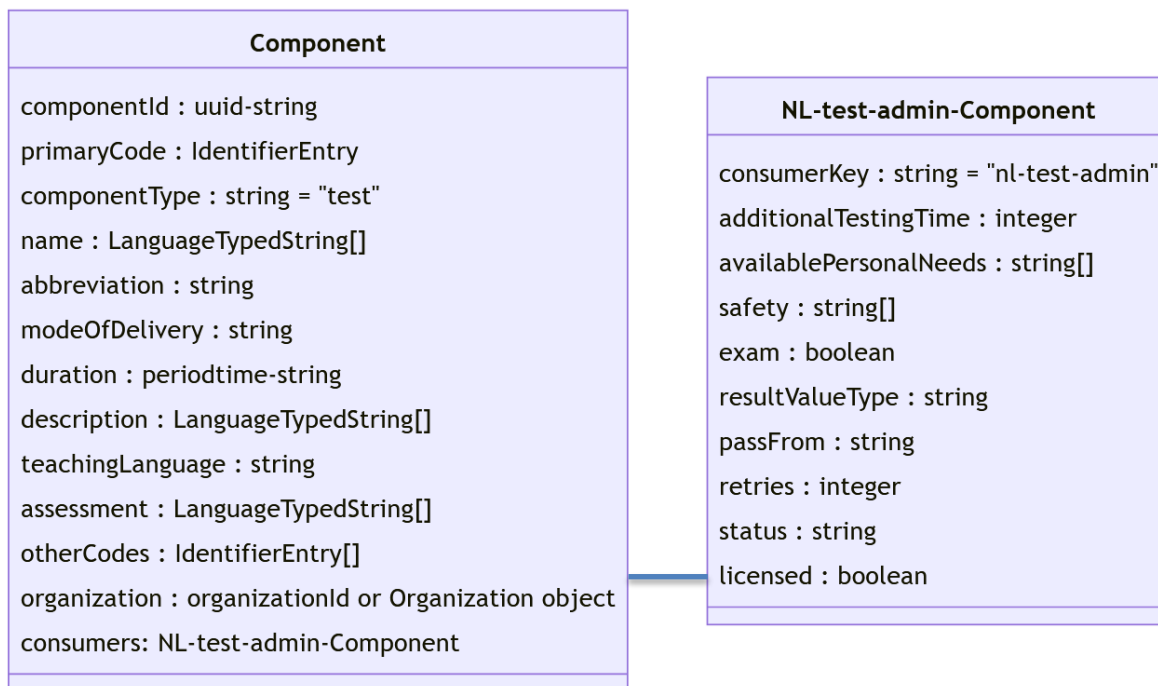 Component
componentId : uuid-string
primaryCode : IdentifierEntry
componentType : string = "test"
name : LanguageTypedString[]
abbreviation : string
modeOfDelivery : string
duration : periodtime-string
description : LanguageTypedString[]
teachingLanguage : string
assessment : LanguageTypedString[]
otherCodes : IdentifierEntry[]
organization : organizationId or Organization object
consumers: NL-test-admin-Component
NL-test-admin-Component
consumerKey : string = "nl-test-admin"
additionalTestingTime : integer
availablePersonalNeeds : string[]
safety : string[]
exam : boolean
resultValueType : string
passFrom : string
retries : integer
status : string
licensed : boolean